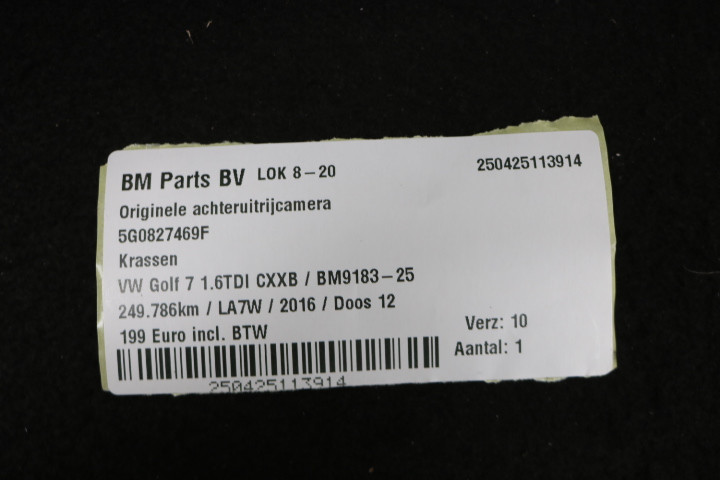 BM Parts BV LOK 8-20 250425113914
Originele achteruitrijcamera
5G0827469F
Krassen
VW Golf 7 1.6TDI CXXB / BM9183-25
249.786km / LA7W / 2016 / Doos 12
199 Euro incl. BTW
Verz: 10
Aantal: 1
250425113914